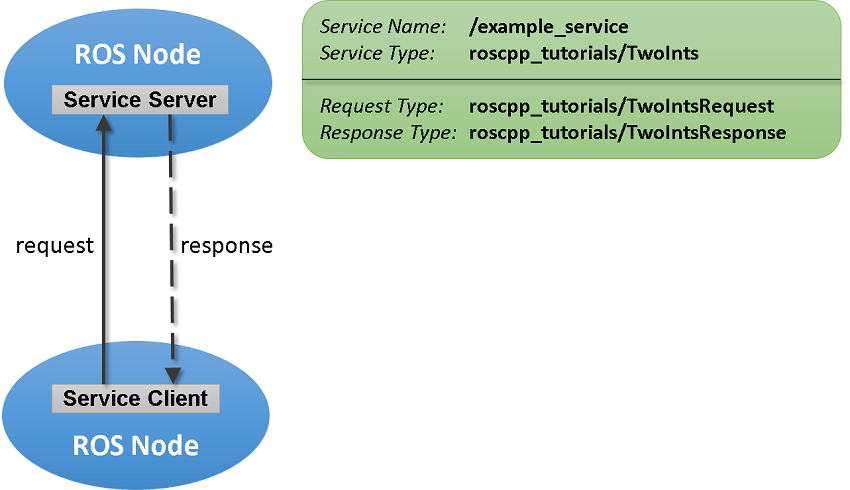 ROS Node
Service Server
request
response
Service Client
ROS Node
Service Name: /example_service
Service Type: roscpp_tutorials/TwoInts
Request Type: roscpp_tutorials/TwoIntsRequest
Response Type: roscpp_tutorials/TwoIntsResponse